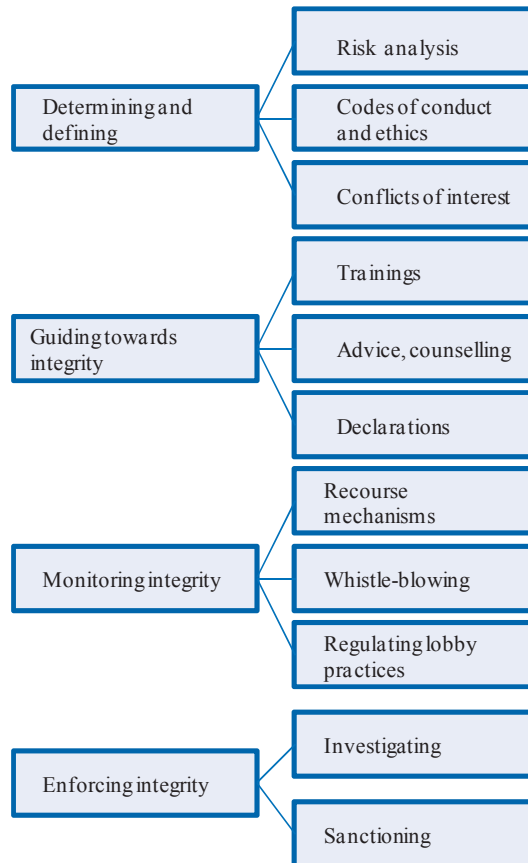 Determining and
defining
Risk analysis
Codes of conduct
and ethics
Conflicts of interest
Guiding towards
integrity
Trainings
Advice, counselling
Declarations
Monitoring integrity
Recourse
mechanisms
Whistle-blowing
Regulating lobby
practices
Enforcing integrity
Investigating
Sanctioning